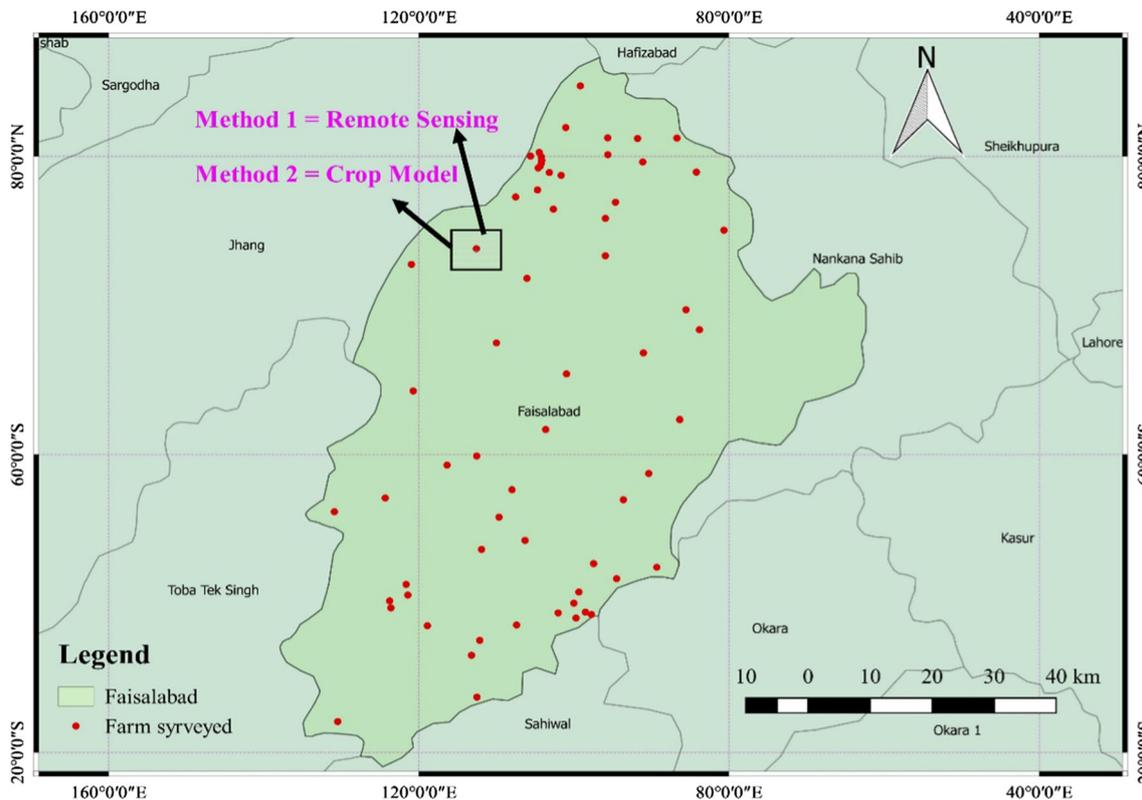 160°0'0"E 120°0'0"E 80°0'0"E 40°0'0"E
shab
Hafizabad
N
Sargodha
Method 1 = Remote Sensing
80°0'0"N
Sheikhupura
Method 2 = Crop Model
Jhang
Nankana Sahib
Lahore
Faisalabad
60°0'0"S
Kasur
Toba Tek Singh
Okara
Legend
10 0 10 20 30 40 km
Faisalabad
Farm syrveyed
Sahiwal
Okara 1
20°0'0"S
160°0'0"E 120°0'0"E 80°0'0"E 40°0'0"E